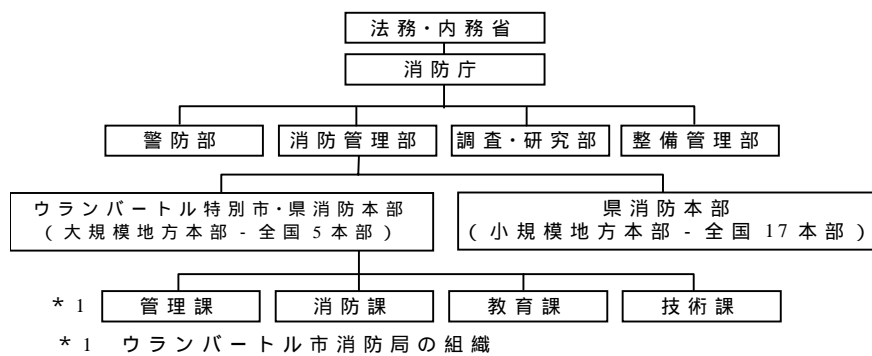 法務・内務省
消防庁
警防部 消防管理部 調査・研究部 整備管理部
ウランバートル特別市・県消防本部
(大規模地方本部 - 全国 5 本部)
県消防本部
(小規模地方本部 - 全国 17 本部)
*1 管理課 消防課 教育課 技術課
*1 ウランバートル市消防局の組織